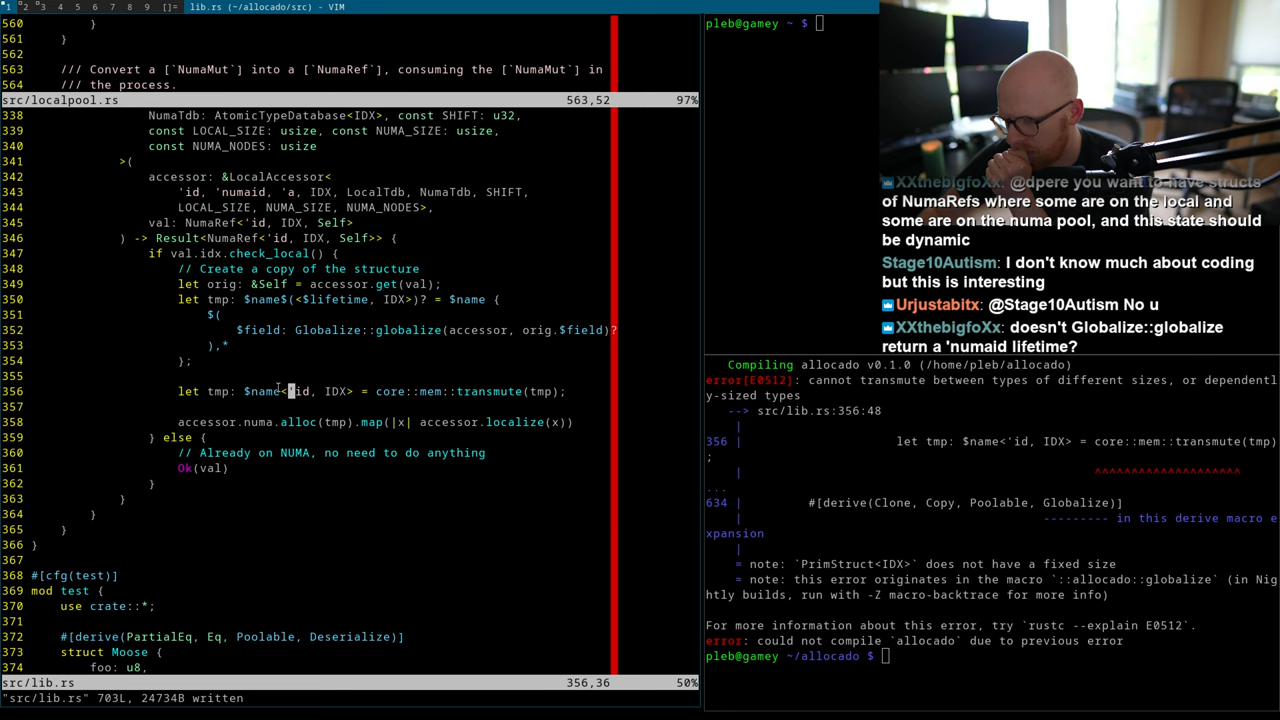 1 2 3 4 5 6 7 8 9 []= lib.rs (~/allocado/src) - VIM
560 }
561 }
562
563 /// Convert a [`NumaMut`] into a [`NumaRef`], consuming the [`NumaMut`] in
564 /// the process.
src/localpool.rs 563,52 97%
338 NumaTdb: AtomicTypeDatabase<IDX>, const SHIFT: u32,
339 const LOCAL_SIZE: usize, const NUMA_SIZE: usize,
340 const NUMA_NODES: usize
341 >(
342 accessor: &LocalAccessor<
343 'id, 'numaid, 'a, IDX, LocalTdb, NumaTdb, SHIFT,
344 LOCAL_SIZE, NUMA_SIZE, NUMA_NODES>,
345 val: NumaRef<'id, IDX, Self>
346 ) -> Result<NumaRef<'id, IDX, Self>> {
347 if val.idx.check_local() {
348 // Create a copy of the structure
349 let orig: &Self = accessor.get(val);
350 let tmp: $name$(<$lifetime, IDX>)? = $name {
351 $(
352 $field: Globalize::globalize(accessor, orig.$field)?
353 ),*
354 };
355
356 let tmp: $name<'id, IDX> = core::mem::transmute(tmp);
357
358 accessor.numa.alloc(tmp).map(|x| accessor.localize(x))
359 } else {
360 // Already on NUMA, no need to do anything
361 Ok(val)
362 }
363 }
364 }
365 }
366 }
367
368 #[cfg(test)]
369 mod test {
370 use crate::*;
371
372 #[derive(PartialEq, Eq, Poolable, Deserialize)]
373 struct Moose {
374 foo: u8,
src/lib.rs 356,36 50%
"src/lib.rs" 703L, 24734B written
pleb@gamey ~ $
XXthebigfoXx: @dpere you want to have structs
of NumaRefs where some are on the local and
some are on the numa pool, and this state should
be dynamic
Stage10Autism: I don't know much about coding
but this is interesting
Urjustabitx: @Stage10Autism No u
XXthebigfoXx: doesn't Globalize::globalize
return a 'numaid lifetime?
Compiling allocado v0.1.0 (/home/pleb/allocado)
error[E0512]: cannot transmute between types of different sizes, or dependentl
y-sized types
--> src/lib.rs:356:48
|
356 | let tmp: $name<'id, IDX> = core::mem::transmute(tmp)
;
| ^^^^^^^^^^^^^^^^^^^^
...
634 | #[derive(Clone, Copy, Poolable, Globalize)]
| --------- in this derive macro e
xpansion
|
= note: `PrimStruct<IDX>` does not have a fixed size
= note: this error originates in the macro `::allocado::globalize` (in Nig
htly builds, run with -Z macro-backtrace for more info)
For more information about this error, try `rustc --explain E0512`.
error: could not compile `allocado` due to previous error
pleb@gamey ~/allocado $